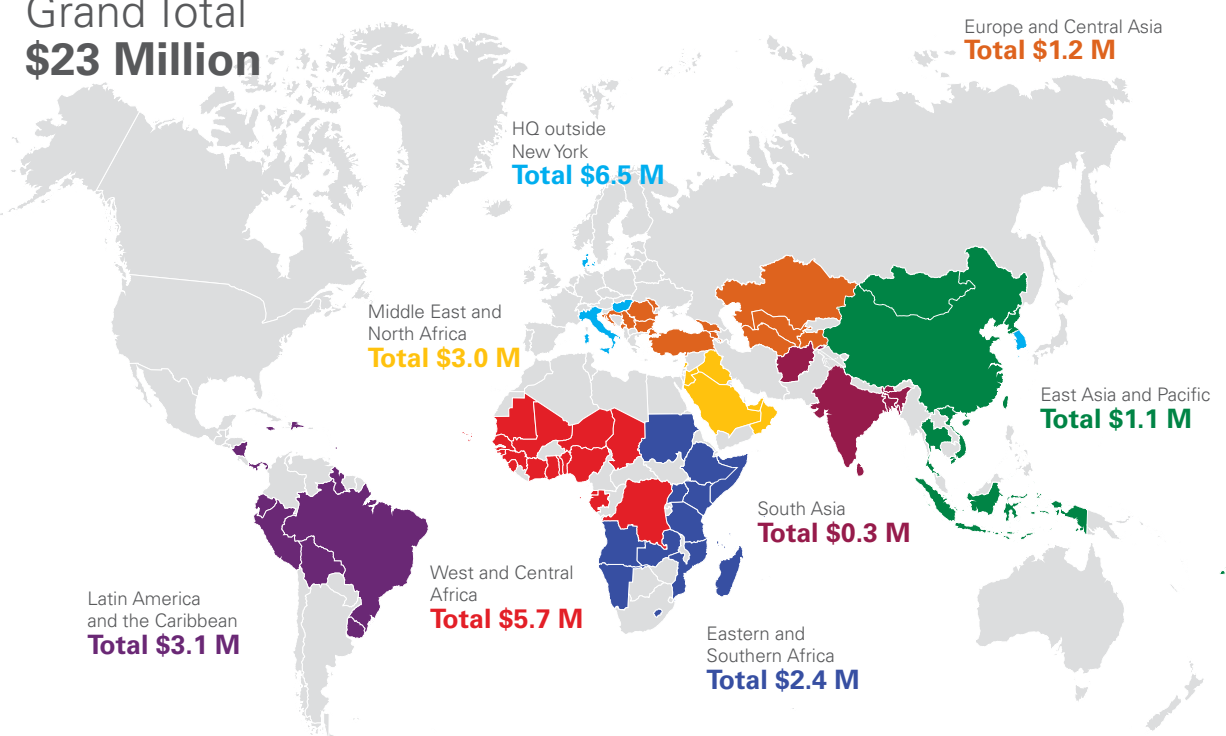 Grand Total
$23 Million
Europe and Central Asia
Total $1.2 M
HQ outside
New York
Total $6.5 M
Middle East and
North Africa
Total $3.0 M
East Asia and Pacific
Total $1.1 M
South Asia
Total $0.3 M
West and Central
Africa
Total $5.7 M
Latin America
and the Caribbean
Total $3.1 M
Eastern and
Southern Africa
Total $2.4 M